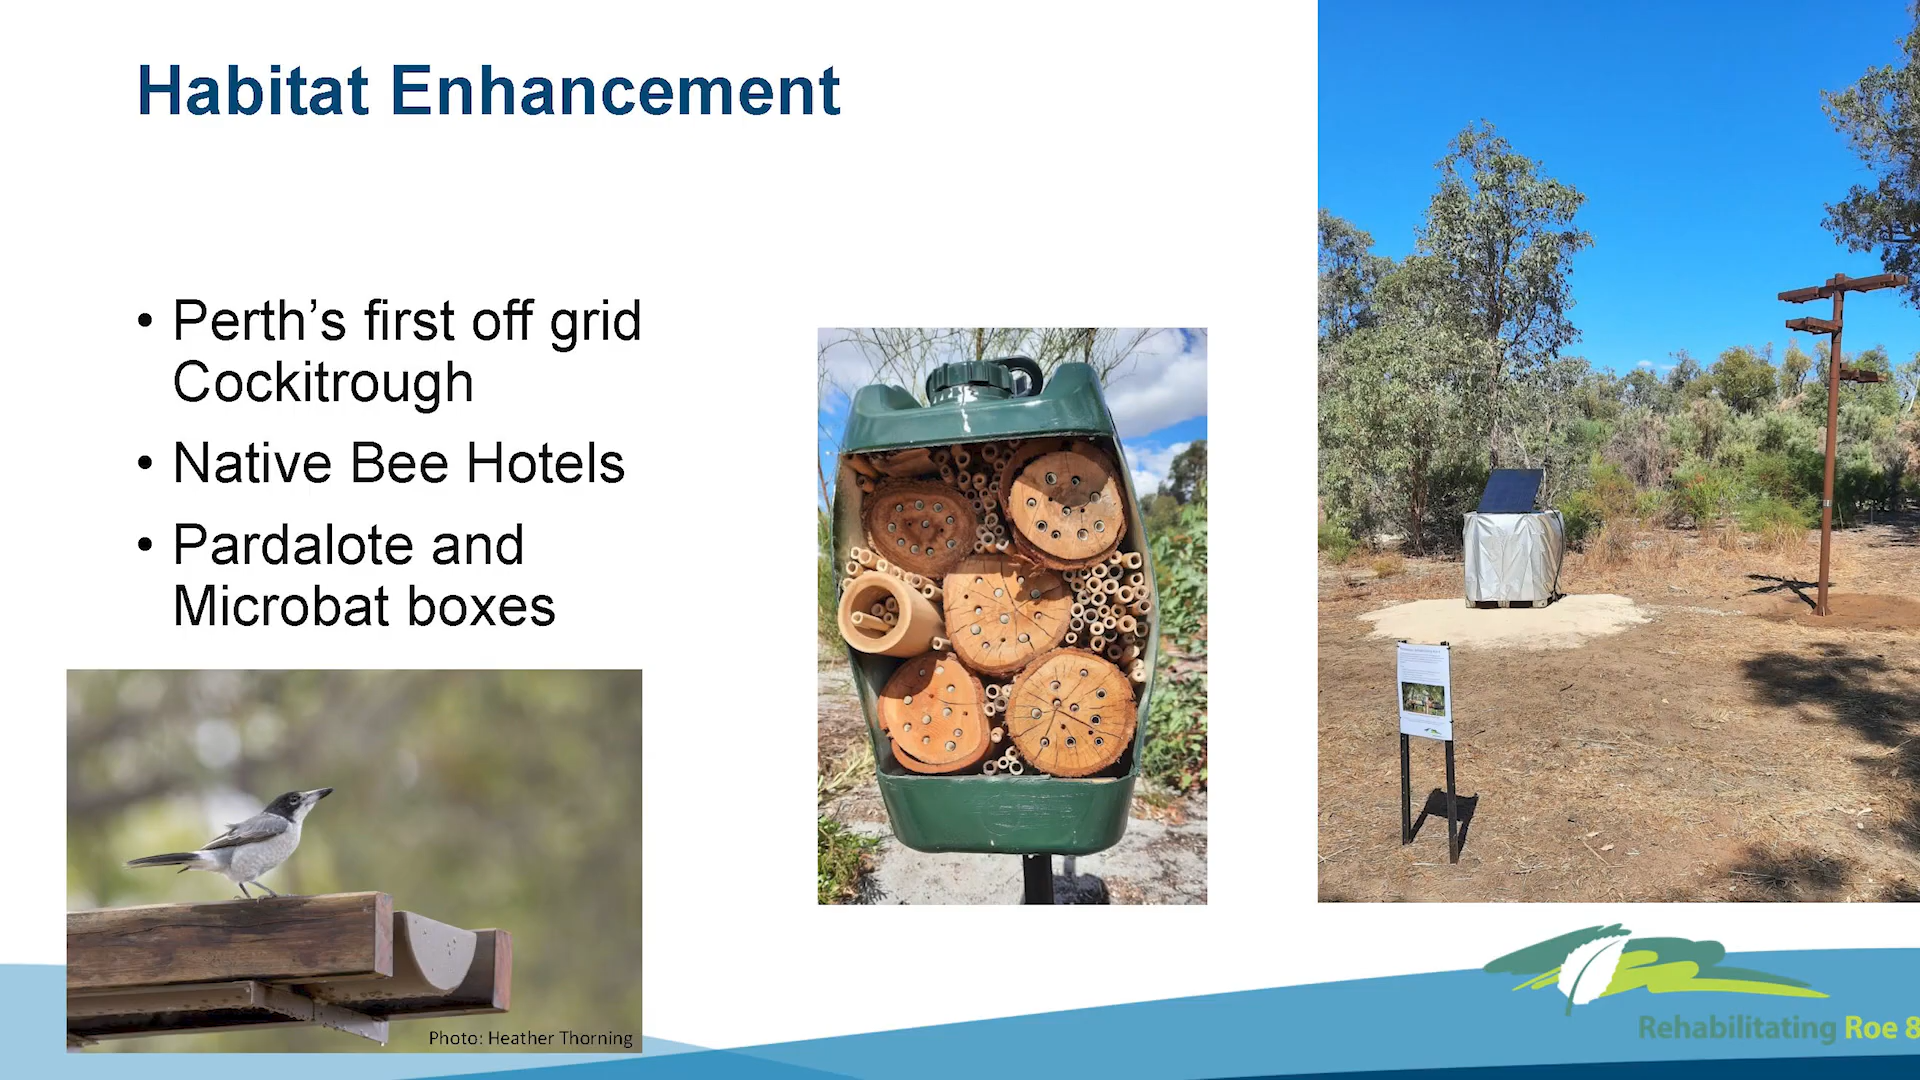 Habitat Enhancement
• Perth’s first off grid
Cockitrough
• Native Bee Hotels
• Pardalote and
Microbat boxes
Photo: Heather Thorning
Rehabilitating Roe 8